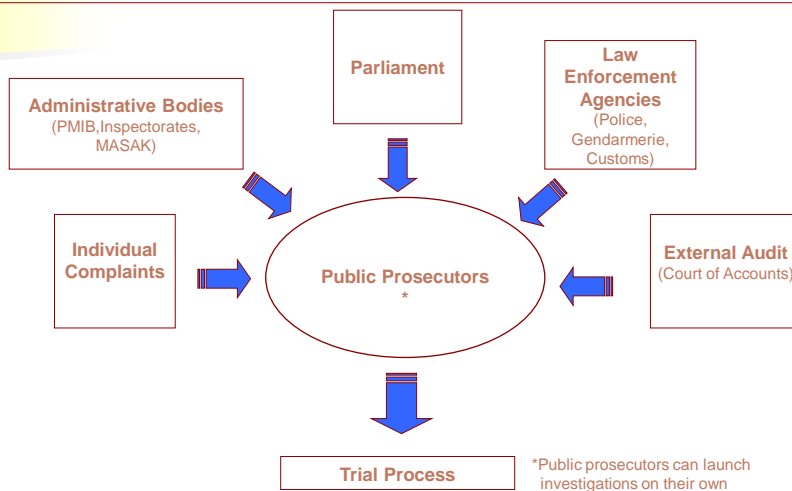 Parliament
Law
Enforcement
Agencies
(Police,
Gendarmerie,
Customs)
Administrative Bodies
(PMIB,Inspectorates,
MASAK)
Individual
Complaints
Public Prosecutors
*
External Audit
(Court of Accounts)
Trial Process
*Public prosecutors can launch
investigations on their own